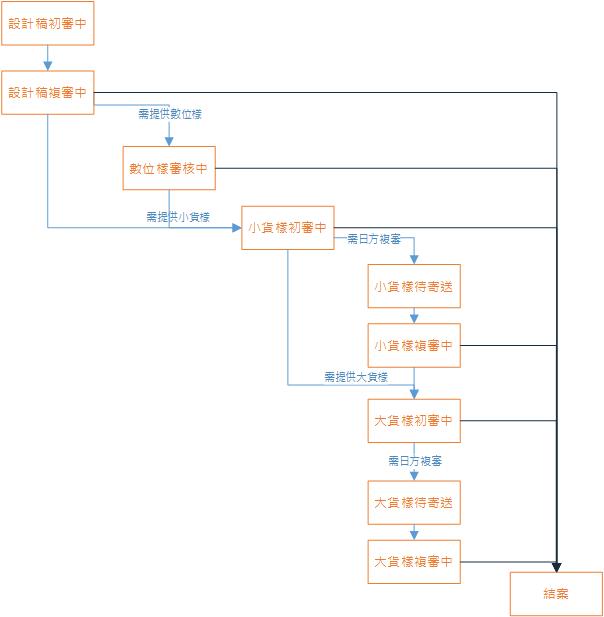 設計稿初審中
設計稿複審中
需提供數位樣
數位樣審核中
需提供小貨樣
小貨樣初審中
需日方複審
小貨樣待寄送
小貨樣複審中
需提供大貨樣
大貨樣初審中
需日方複審
大貨樣待寄送
大貨樣複審中
結案